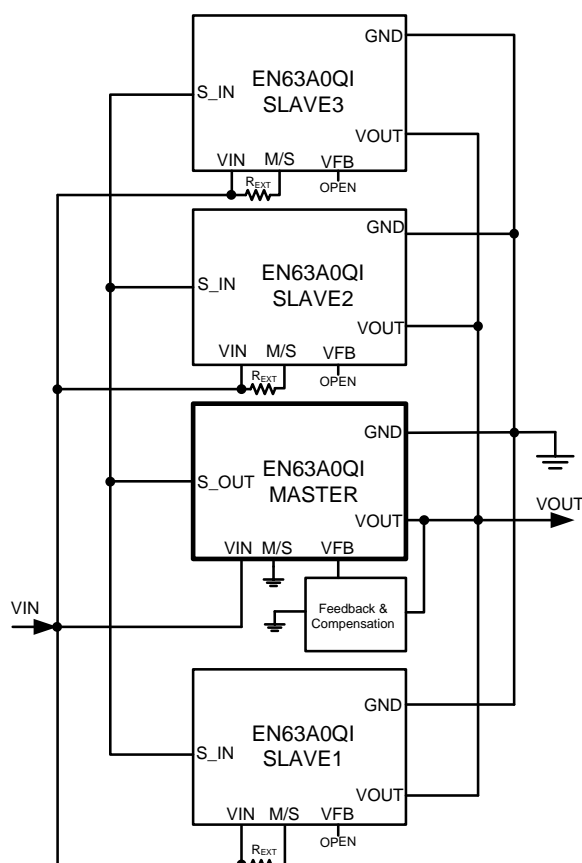 GND
EN63A0QI
SLAVE3
S_IN
VOUT
VIN M/S VFB
REXT
OPEN
GND
EN63A0QI
SLAVE2
S_IN
VOUT
VIN M/S VFB
REXT
OPEN
GND
EN63A0QI
MASTER
S_OUT
VOUT
VOUT
VIN M/S VFB
VIN
Feedback &
Compensation
GND
EN63A0QI
SLAVE1
S_IN
VOUT
VIN M/S VFB
REXT
OPEN